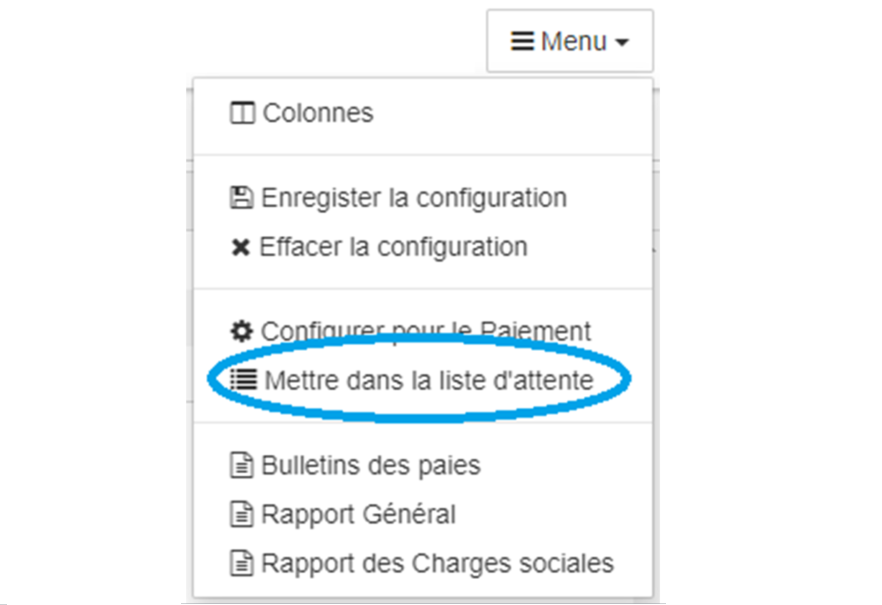 Menu
Colonnes
Enregister la configuration
Effacer la configuration
Configurer pour le Paiement
Mettre dans la liste d'attente
Bulletins des paies
Rapport Général
Rapport des Charges sociales